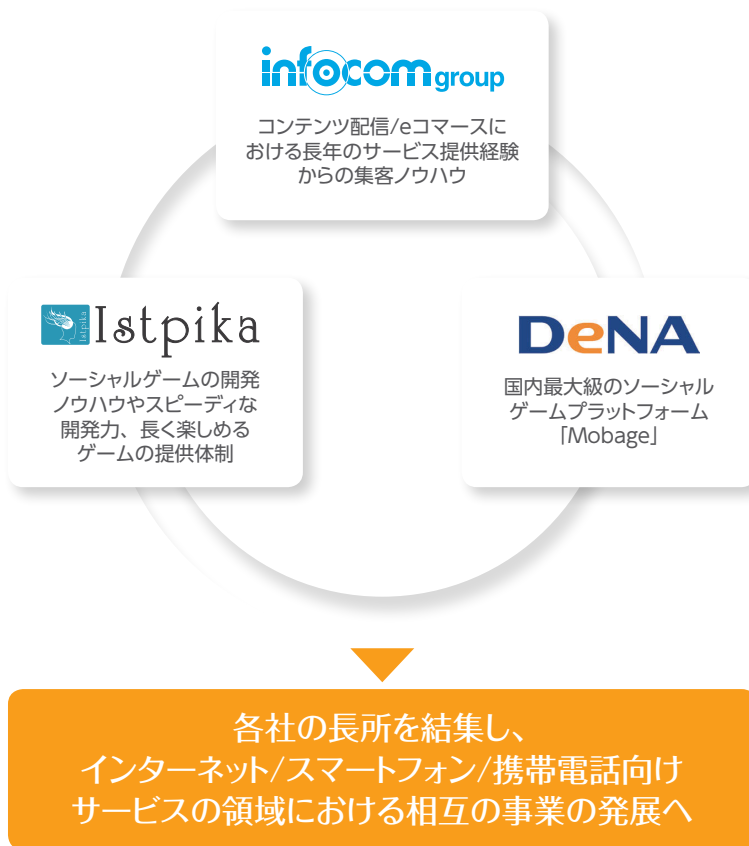 infocom group
コンテンツ配信/eコマースに
おける長年のサービス提供経験
からの集客ノウハウ
Istpika
Istpika
ソーシャルゲームの開発
ノウハウやスピーディな
開発力、長く楽しめる
ゲームの提供体制
DeNA
国内最大級のソーシャル
ゲームプラットフォーム
「Mobage」
各社の長所を結集し、
インターネット/スマートフォン/携帯電話向け
サービスの領域における相互の事業の発展へ